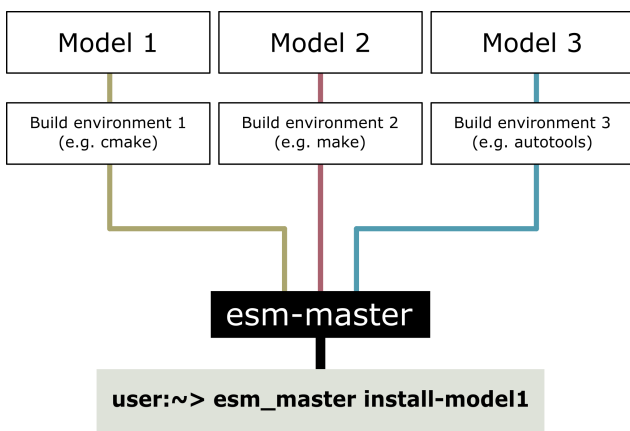 Model 1
Model 2
Model 3
Build environment 1
(e.g. cmake)
Build environment 2
(e.g. make)
Build environment 3
(e.g. autotools)
esm-master
user:~> esm_master install-model1